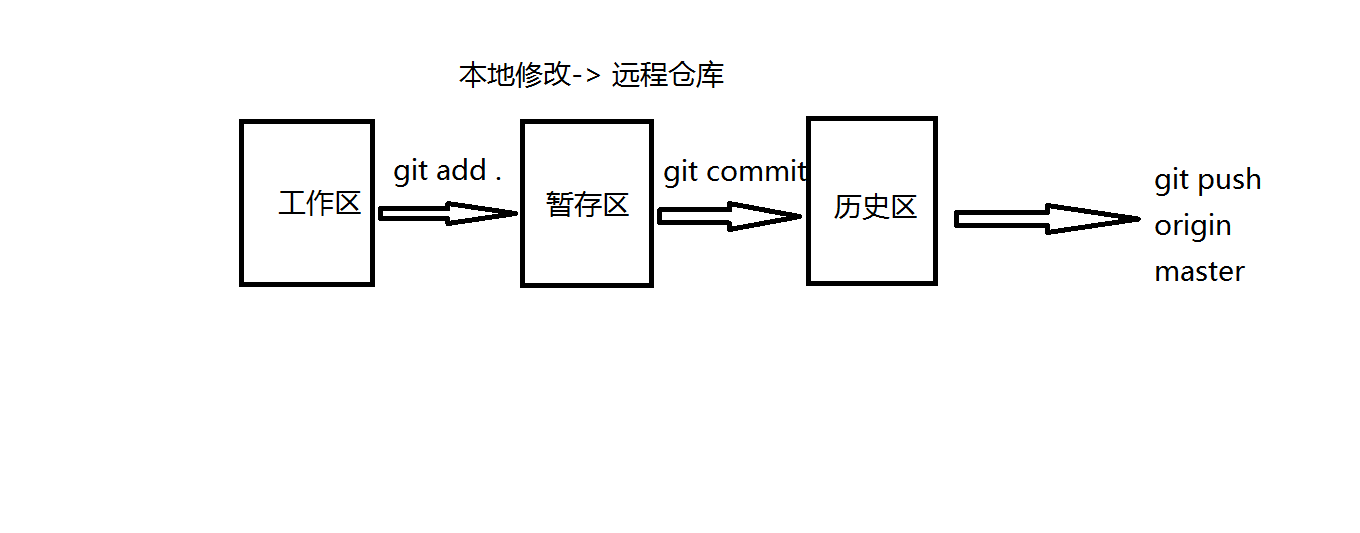 本地修改-> 远程仓库
工作区
git add .
暂存区
git commit
历史区
git push
origin
master